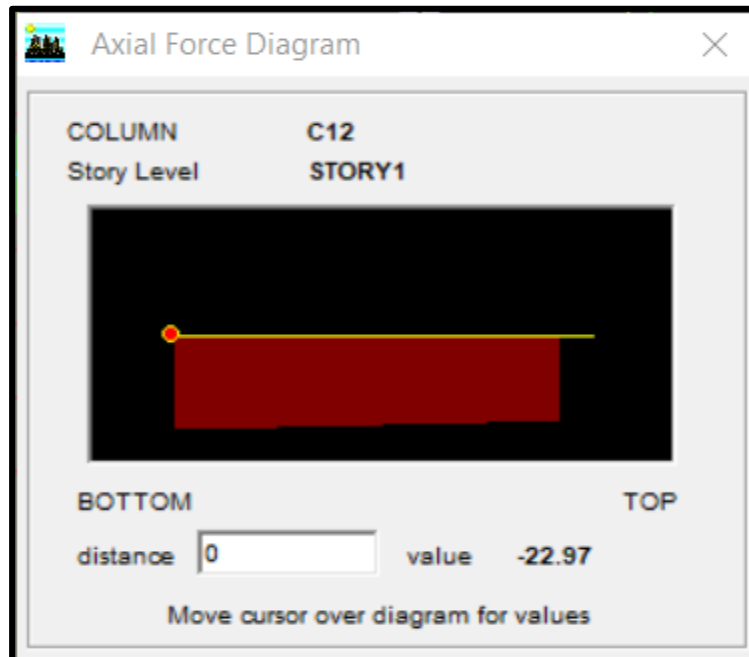 Axial Force Diagram
COLUMN C12
Story Level STORY1
BOTTOM TOP
distance 0 value -22.97
Move cursor over diagram for values